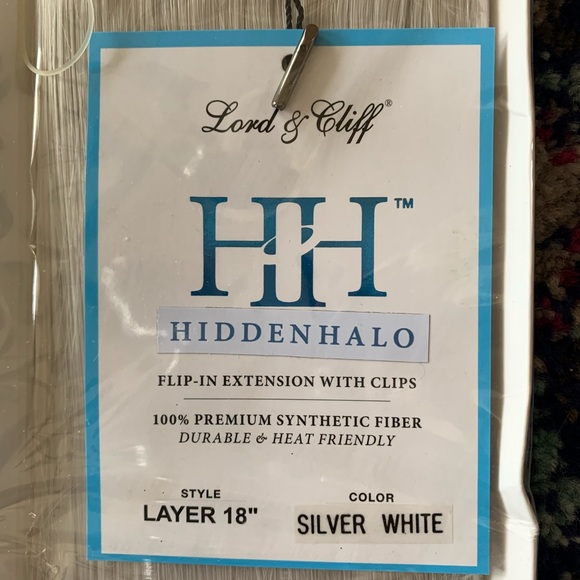 Lord & Cliff®
HH™
HIDDENHALO
FLIP-IN EXTENSION WITH CLIPS
100% PREMIUM SYNTHETIC FIBER
DURABLE & HEAT FRIENDLY
STYLE
LAYER 18"
COLOR
SILVER WHITE